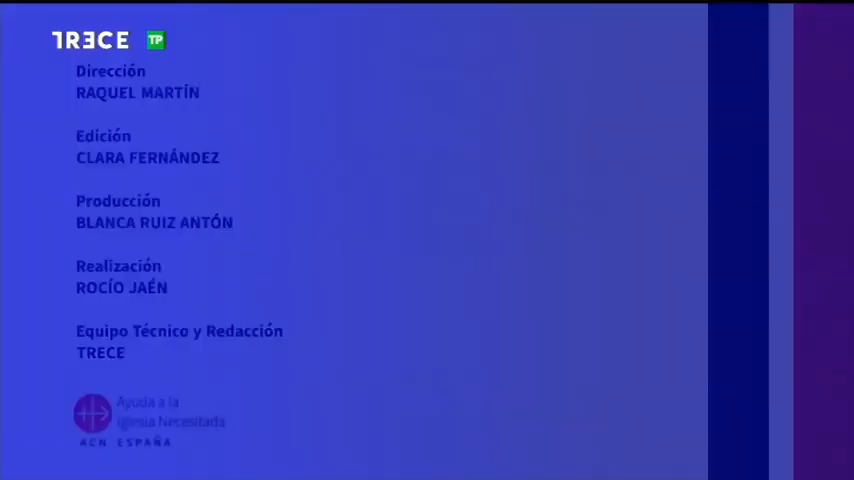 TRECE TP
Dirección
RAQUEL MARTÍN
Edición
CLARA FERNÁNDEZ
Producción
BLANCA RUIZ ANTÓN
Realización
ROCÍO JAÉN
Equipo Técnico y Redacción
TRECE
Ayuda a la
Iglesia Necesitada
ACN ESPAÑA